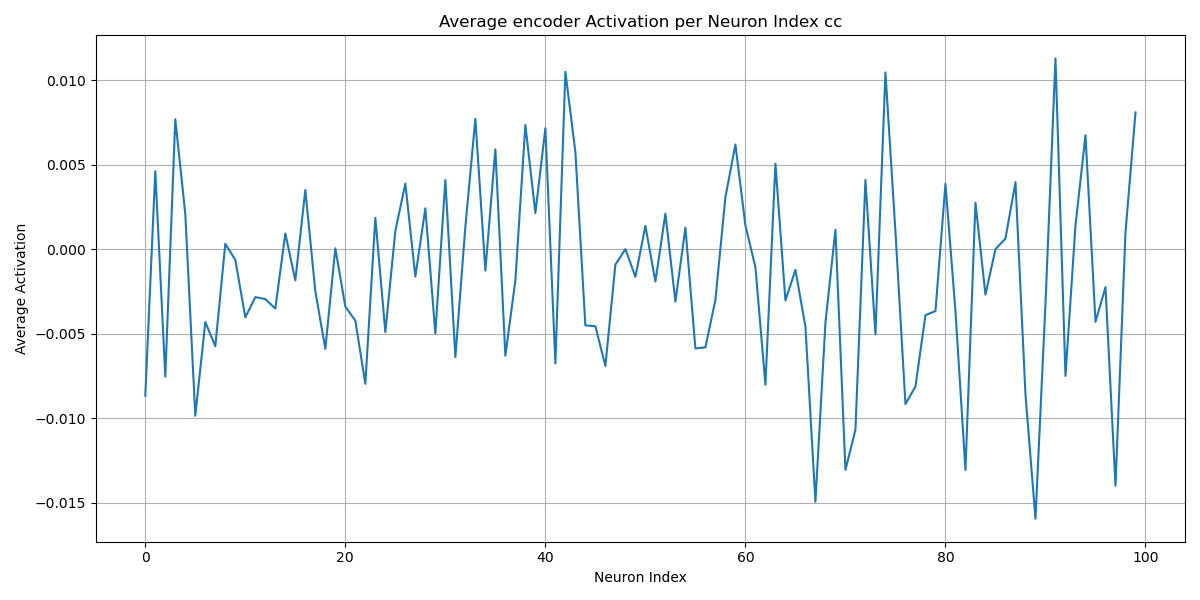 Average encoder Activation per Neuron Index cc
0.010
0.005
0.000
−0.005
−0.010
−0.015
Average Activation
0 20 40 60 80 100
Neuron Index